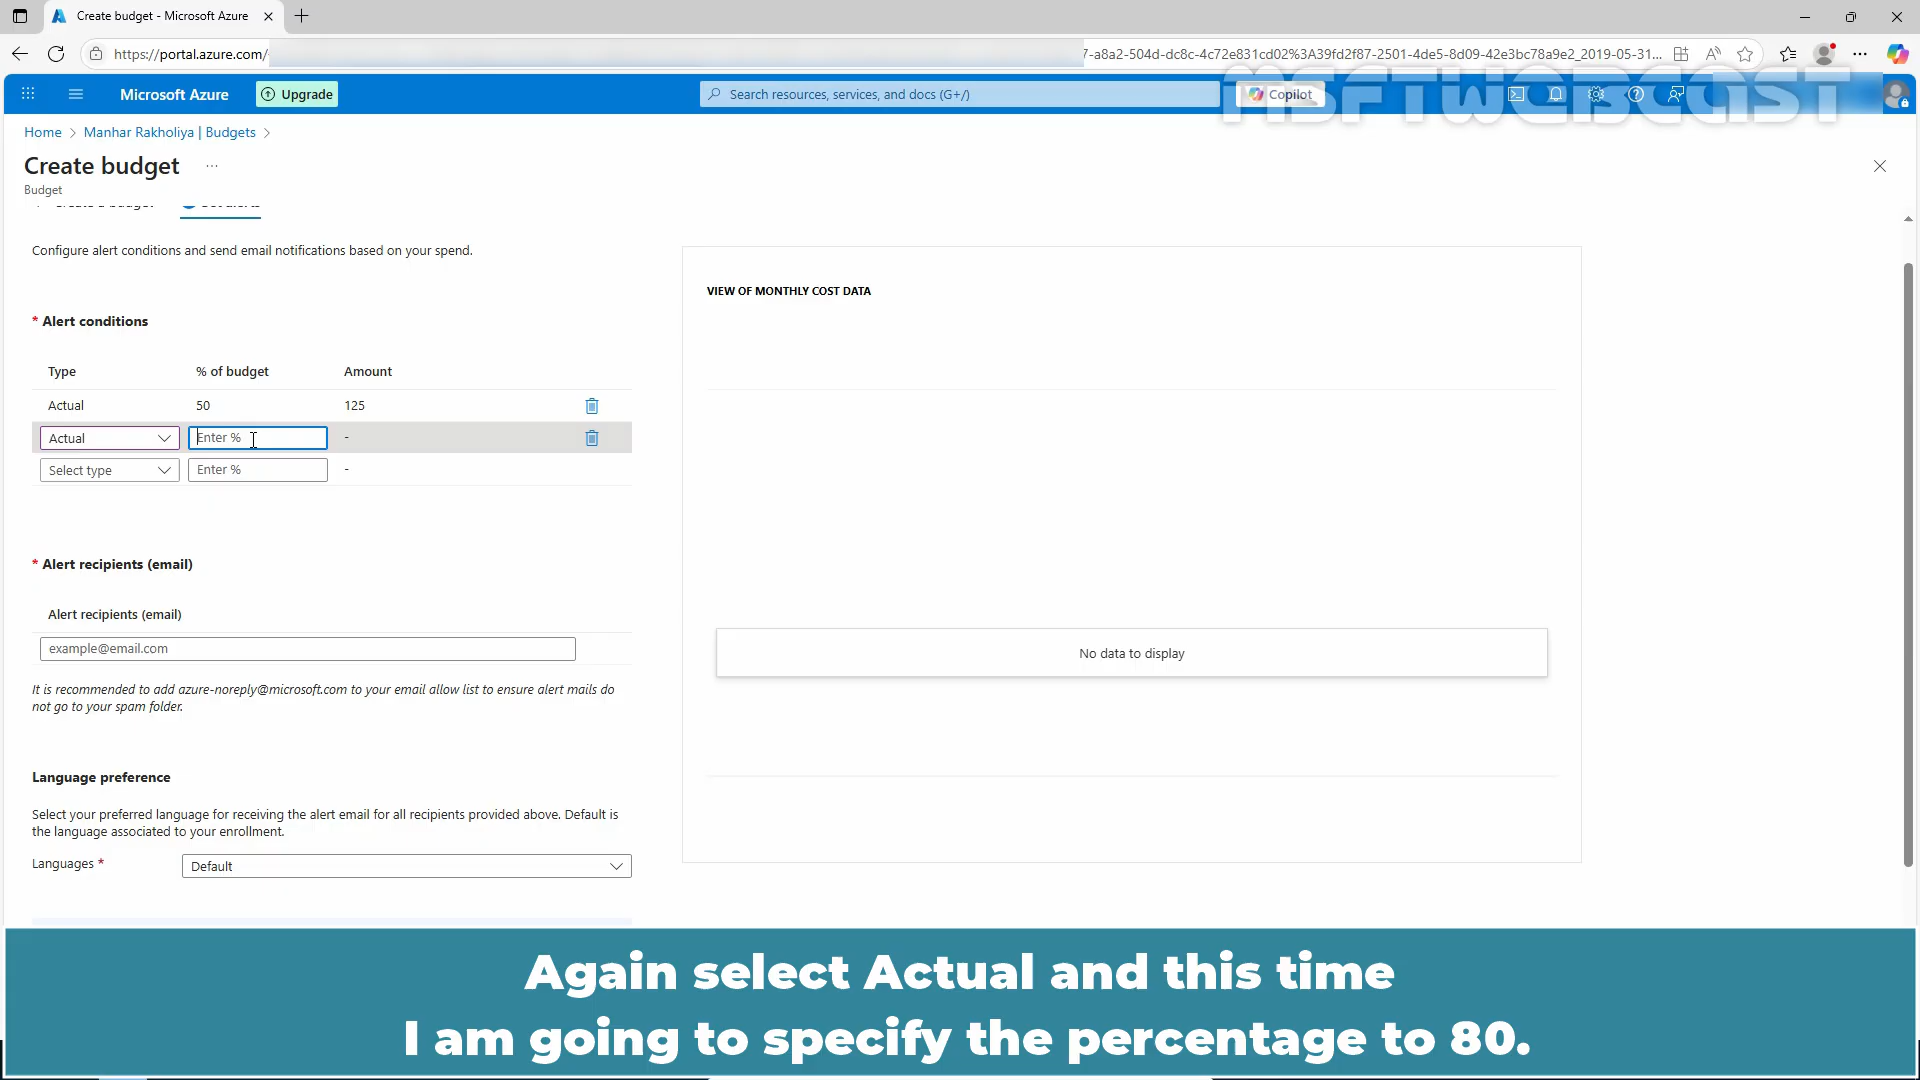 Create budget - Microsoft Azure
https://portal.azure.com/
7-a8a2-504d-dc8c-4c72e831cd02%3A39fd2f87-2501-4de5-8d09-42e3bc78a9e2_2019-05-31...
Microsoft Azure
Upgrade
Search resources, services, and docs (G+/)
Copilot
MSFTWEBCAST
Home > Manhar Rakholiya | Budgets >
Create budget ...
Budget
Configure alert conditions and send email notifications based on your spend.
* Alert conditions
Type % of budget Amount
Actual 50 125
Actual Enter % -
Select type Enter % -
* Alert recipients (email)
Alert recipients (email)
example@email.com
It is recommended to add azure-noreply@microsoft.com to your email allow list to ensure alert mails do
not go to your spam folder.
Language preference
Select your preferred language for receiving the alert email for all recipients provided above. Default is
the language associated to your enrollment.
Languages * Default
VIEW OF MONTHLY COST DATA
No data to display
Again select Actual and this time
I am going to specify the percentage to 80.